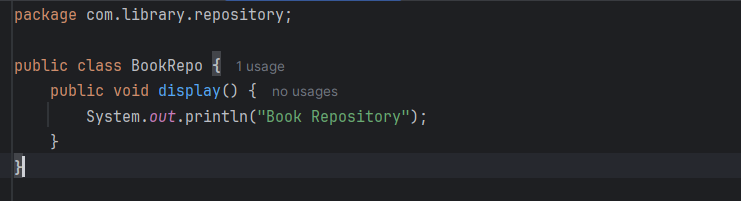 package com.library.repository;
public class BookRepo { 1 usage
public void display() { no usages
System.out.println("Book Repository");
}
}